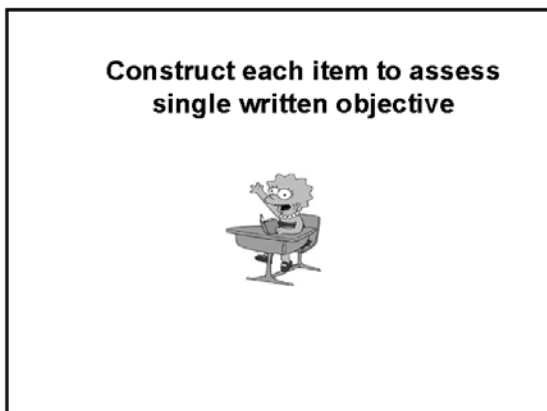 Construct each item to assess
single written objective